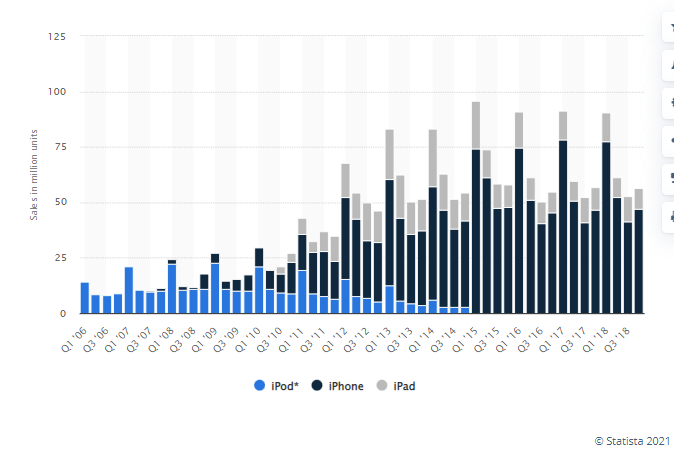 125
100
75
50
25
0
Sales in million units
Q1 '06
Q3 '06
Q1 '07
Q3 '07
Q1 '08
Q3 '08
Q1 '09
Q3 '09
Q1 '10
Q3 '10
Q1 '11
Q3 '11
Q1 '12
Q3 '12
Q1 '13
Q3 '13
Q1 '14
Q3 '14
Q1 '15
Q3 '15
Q1 '16
Q3 '16
Q1 '17
Q3 '17
Q1 '18
Q3 '18
iPod* iPhone iPad
© Statista 2021